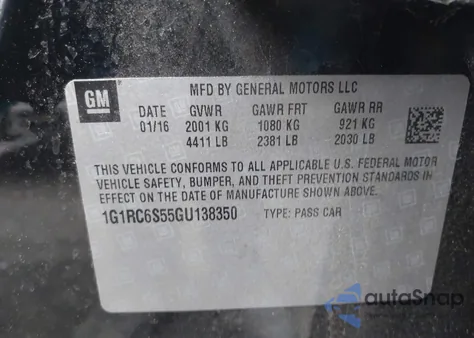 GM
MFD BY GENERAL MOTORS LLC
DATE GVWR GAWR FRT GAWR RR
01/16 2001 KG 1080 KG 921 KG
4411 LB 2381 LB 2030 LB
THIS VEHICLE CONFORMS TO ALL APPLICABLE U.S. FEDERAL MOTOR
VEHICLE SAFETY, BUMPER, AND THEFT PREVENTION STANDARDS IN
EFFECT ON THE DATE OF MANUFACTURE SHOWN ABOVE.
1G1RC6S55GU138350 TYPE: PASS CAR
autoSnap